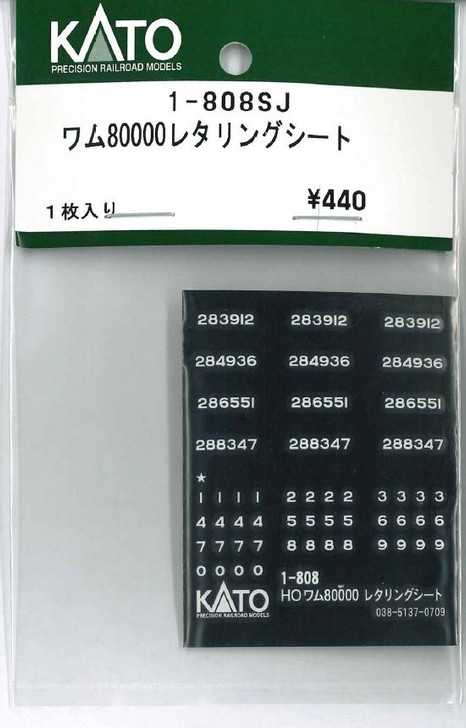 KATO
PRECISION RAILROAD MODELS
1-808SJ
ワム80000レタリングシート
1枚入り
¥440
283912 283912 283912
284936 284936 284936
286551 286551 286551
288347 288347 288347
★
1 1 1 1 2 2 2 2 3 3 3 3
4 4 4 4 5 5 5 5 6 6 6 6
7 7 7 7 8 8 8 8 9 9 9 9
0 0 0 0
1-808
KATO
HOワム80000 レタリングシート
PRECISION RAILROAD MODELS
038-5137-0709